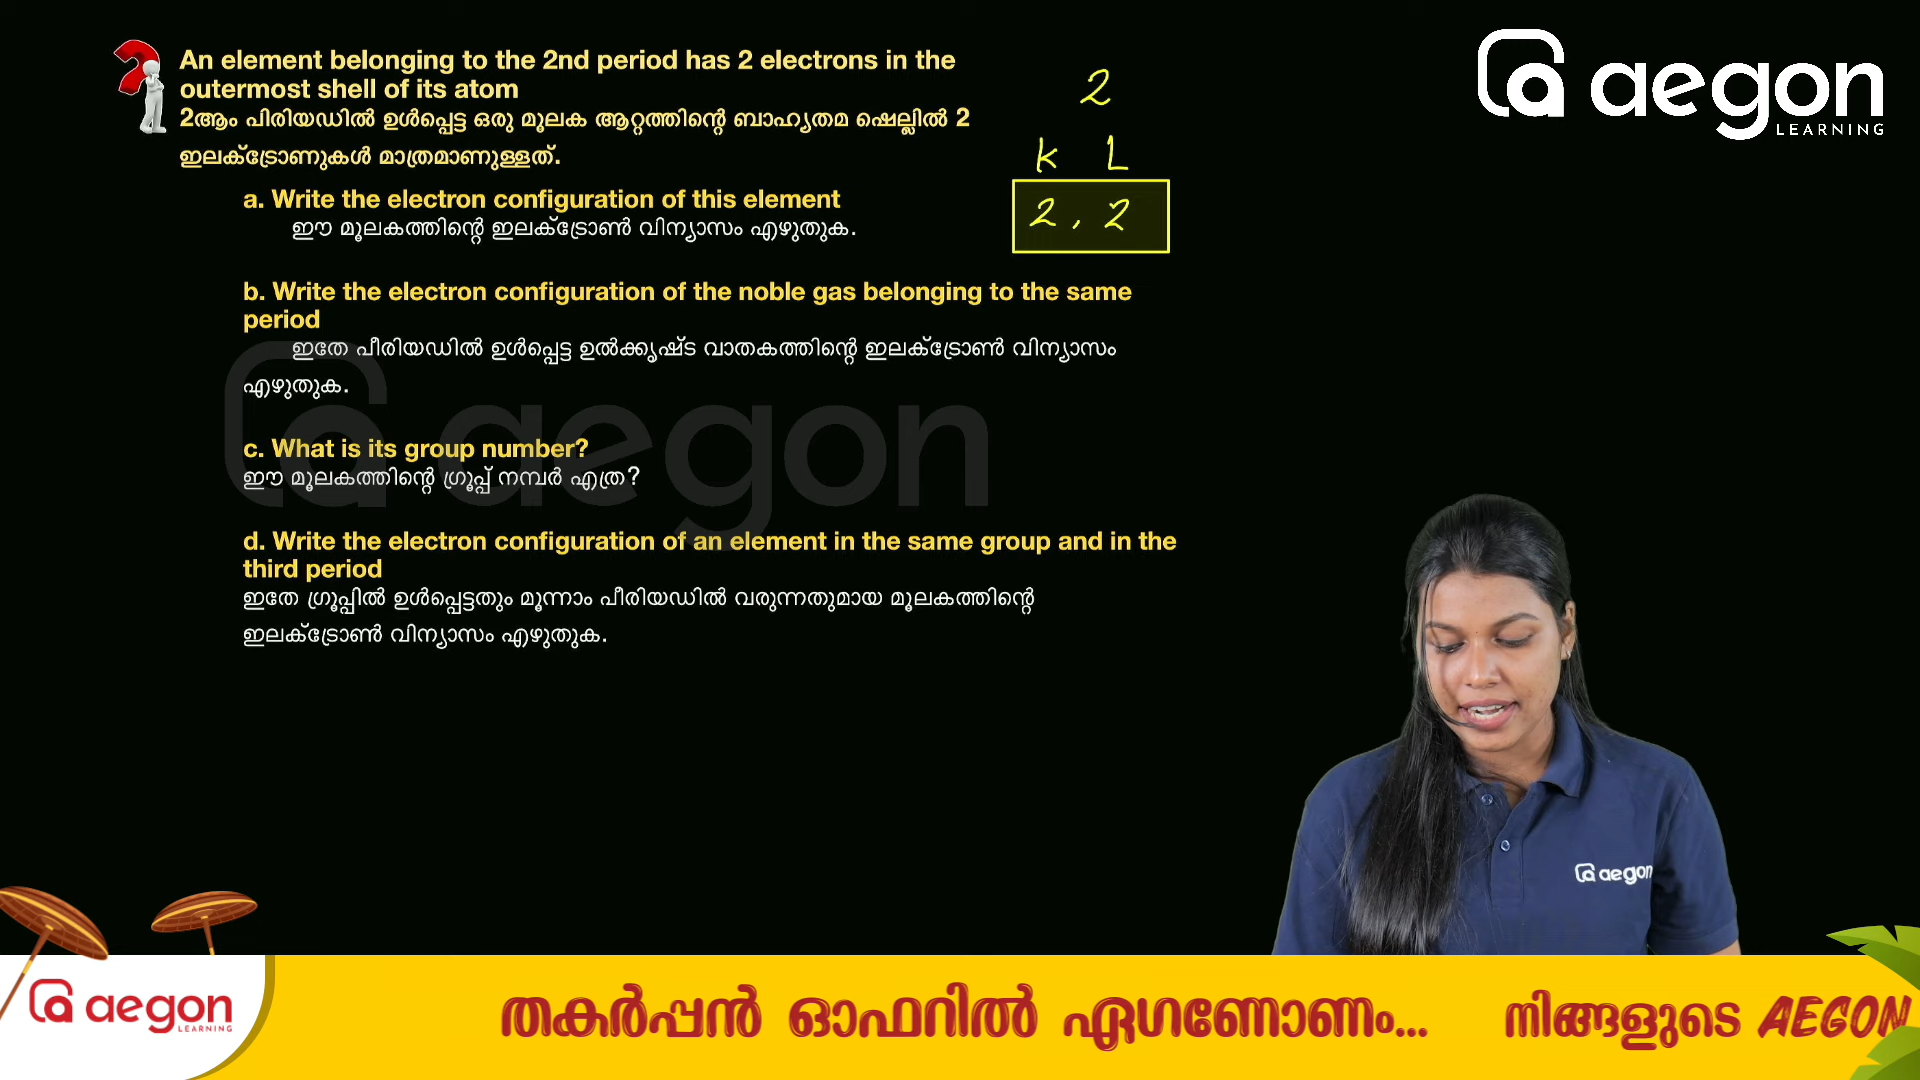 An element belonging to the 2nd period has 2 electrons in the
outermost shell of its atom
2ആം പിരിയഡിൽ ഉൾപ്പെട്ട ഒരു മൂലക ആറ്റത്തിന്റെ ബാഹ്യതമ ഷെല്ലിൽ 2
ഇലക്ട്രോണുകൾ മാത്രമാണുള്ളത്.
2
K L
2 , 2
a. Write the electron configuration of this element
ഈ മൂലകത്തിന്റെ ഇലക്ട്രോൺ വിന്യാസം എഴുതുക.
b. Write the electron configuration of the noble gas belonging to the same
period
ഇതേ പീരിയഡിൽ ഉൾപ്പെട്ട ഉൽക്കൃഷ്ട വാതകത്തിന്റെ ഇലക്ട്രോൺ വിന്യാസം
എഴുതുക.
c. What is its group number?
ഈ മൂലകത്തിന്റെ ഗ്രൂപ്പ് നമ്പർ എത്ര?
d. Write the electron configuration of an element in the same group and in the
third period
ഇതേ ഗ്രൂപ്പിൽ ഉൾപ്പെട്ടതും മൂന്നാം പീരിയഡിൽ വരുന്നതുമായ മൂലകത്തിന്റെ
ഇലക്ട്രോൺ വിന്യാസം എഴുതുക.
aegon
LEARNING
aegon
aegon
aegon
LEARNING
തകർപ്പൻ ഓഫറിൽ ഏഗണോണം... നിങ്ങളുടെ AEGON